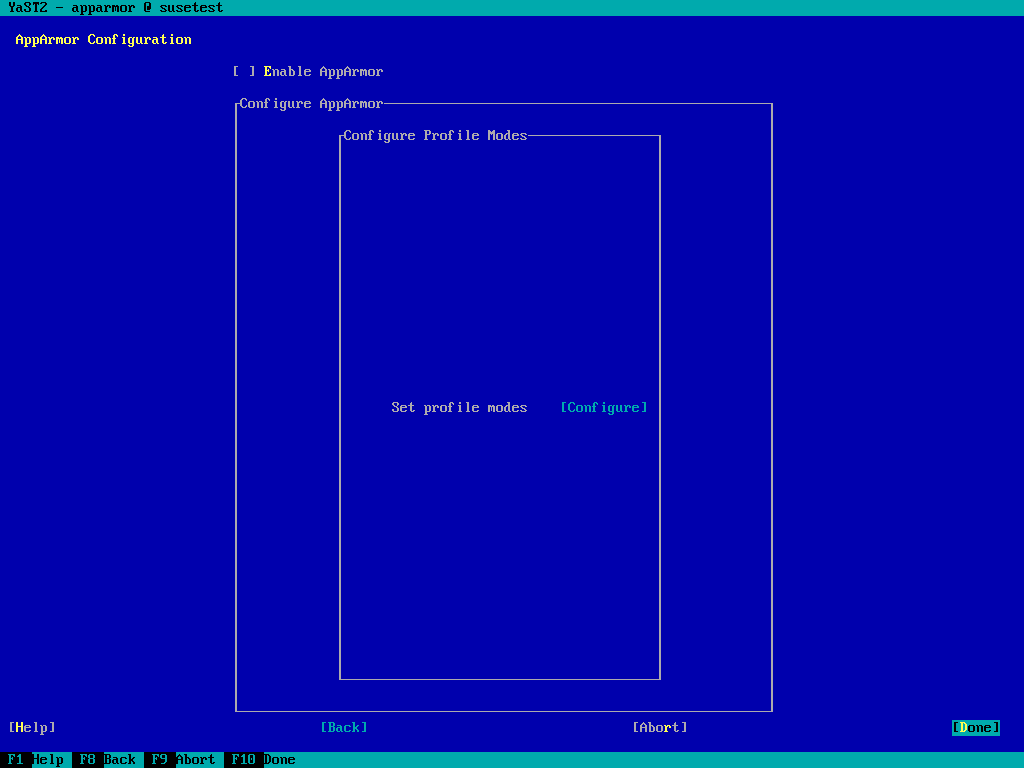 YaST2 - apparmor @ susetest
AppArmor Configuration
[ ] Enable AppArmor
Configure AppArmor
Configure Profile Modes
Set profile modes [Configure]
[Help] [Back] [Abort] [Done]
F1 Help F8 Back F9 Abort F10 Done